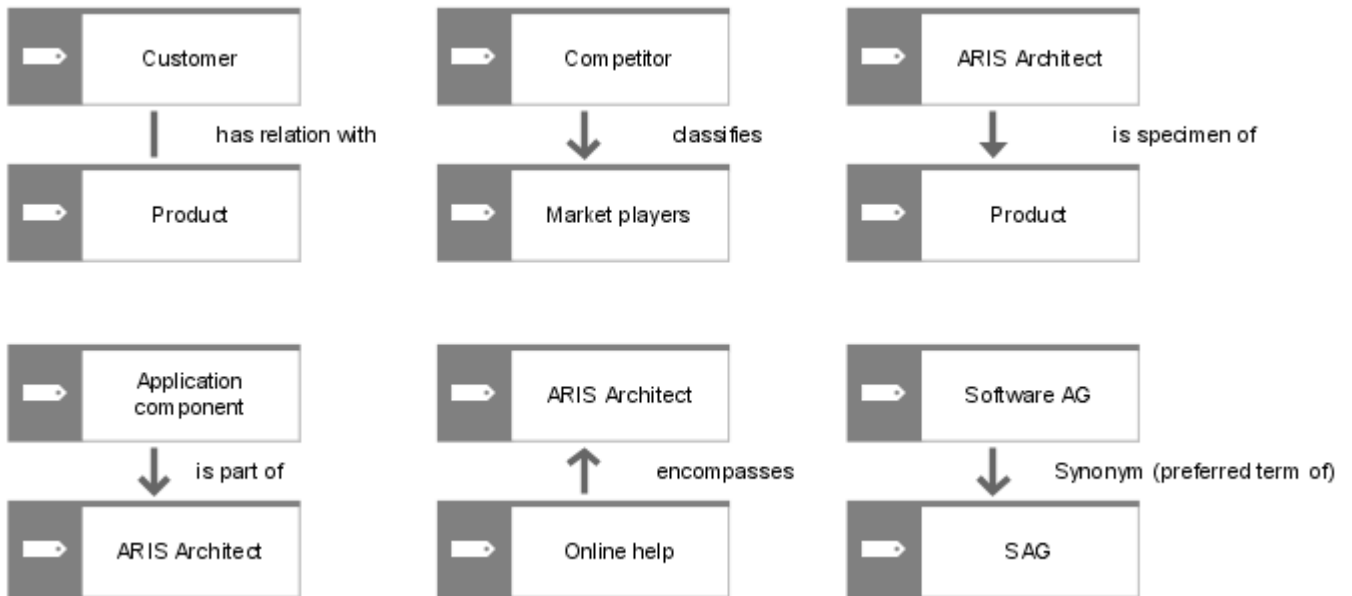 Customer
Competitor
ARIS Architect
has relation with
classifies
is specimen of
Product
Market players
Product
Application
component
ARIS Architect
Software AG
is part of
encompasses
Synonym (preferred term of)
ARIS Architect
Online help
SAG